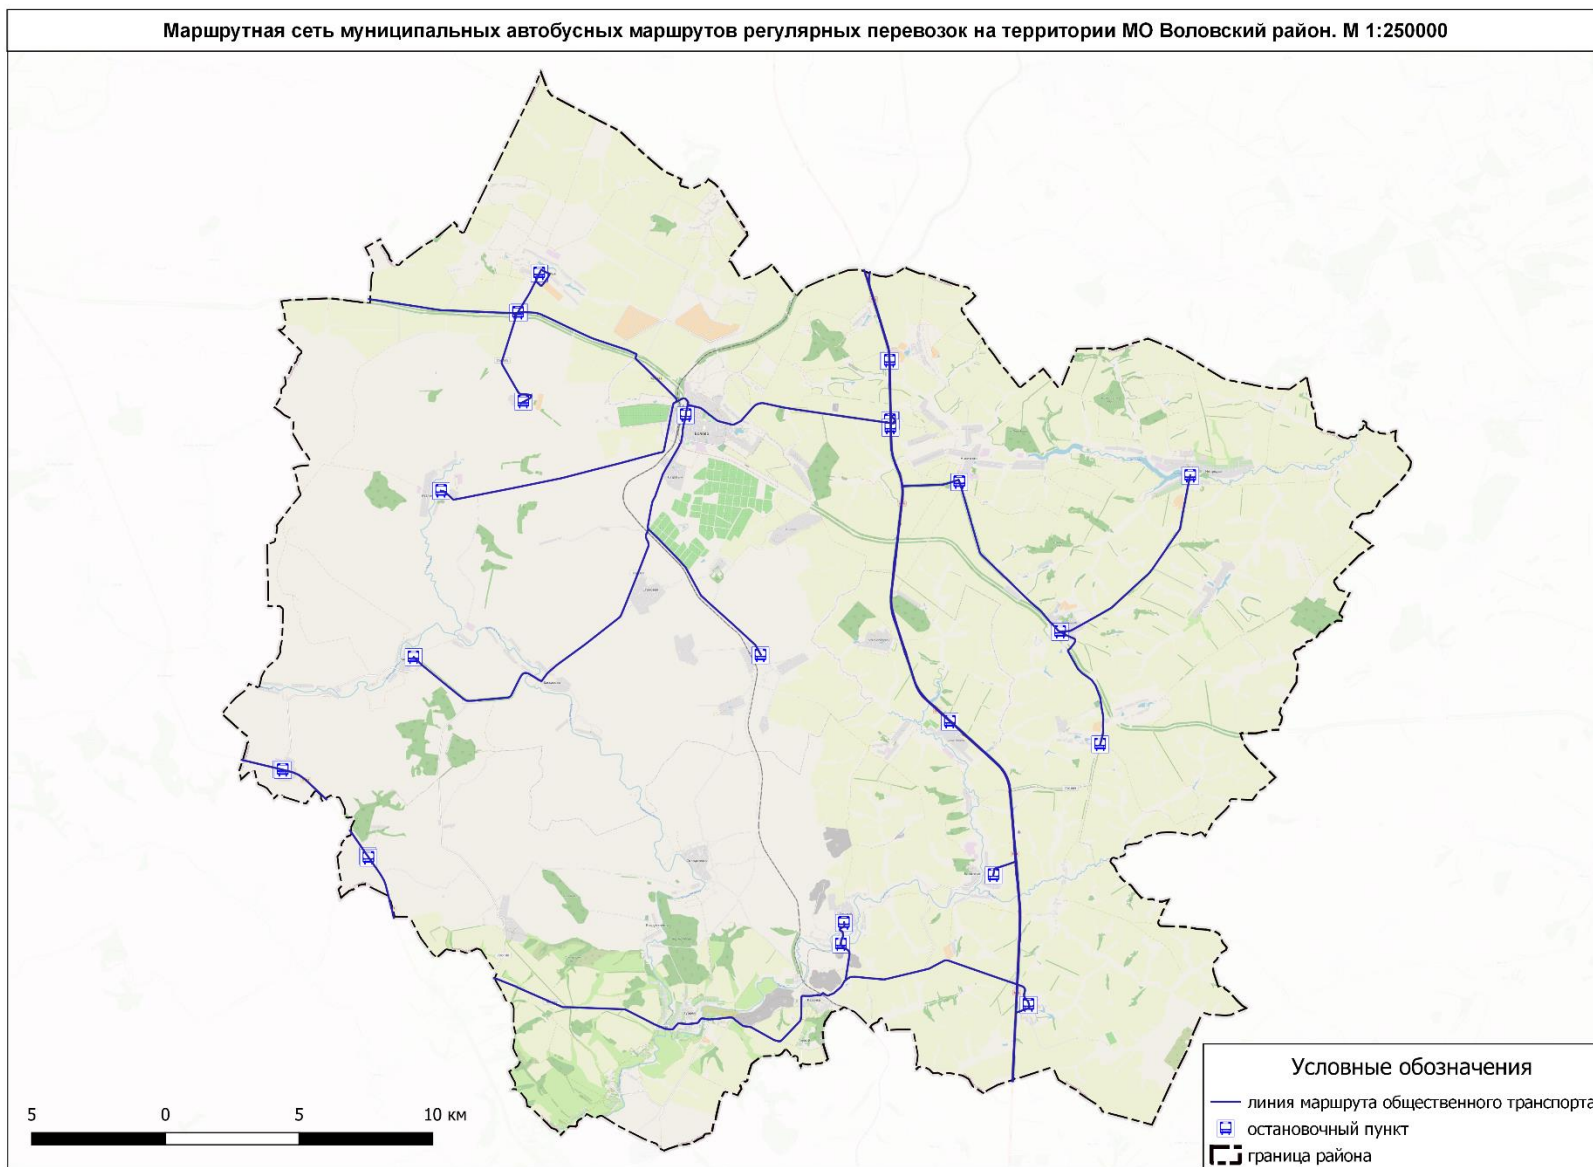 Маршрутная сеть муниципальных автобусных маршрутов регулярных перевозок на территории МО Воловский район. М 1:250000
Условные обозначения
линия маршрута общественного транспорта
остановочный пункт
граница района
5 0 5 10 км